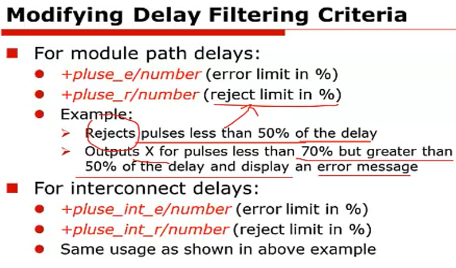 Modifying Delay Filtering Criteria
For module path delays:
+pluse_e/number (error limit in %)
+pluse_r/number (reject limit in %)
Example:
Rejects pulses less than 50% of the delay
Outputs X for pulses less than 70% but greater than
50% of the delay and display an error message
For interconnect delays:
+pluse_int_e/number (error limit in %)
+pluse_int_r/number (reject limit in %)
Same usage as shown in above example